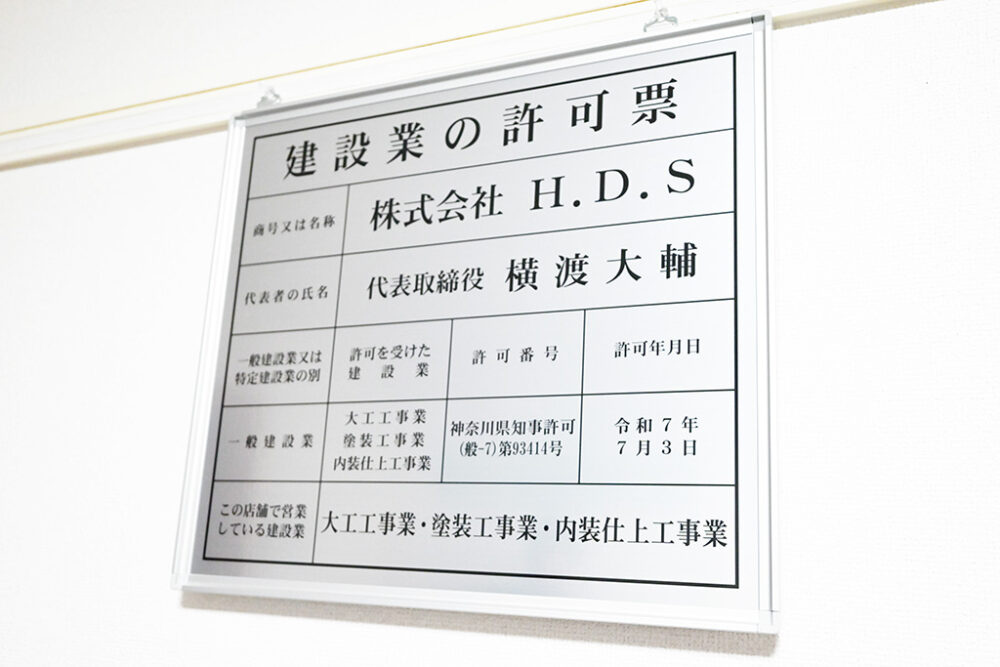 建設業の許可票
商号又は名称
株式会社 H.D.S
代表者の氏名
代表取締役 横渡大輔
一般建設業又は
特定建設業の別
許可を受けた
建設業
許可番号
許可年月日
一般建設業
大工工事業
塗装工事業
内装仕上工事業
神奈川県知事許可
(般-7)第93414号
令和7年
7月3日
この店舗で営業
している建設業
大工工事業・塗装工事業・内装仕上工事業